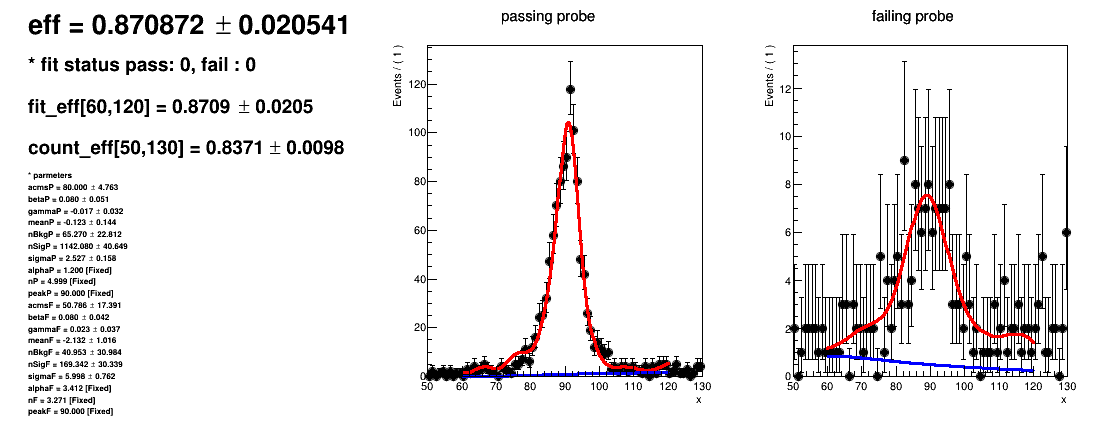 eff = 0.870872 ± 0.020541
* fit status pass: 0, fail : 0
fit_eff[60,120] = 0.8709 ± 0.0205
count_eff[50,130] = 0.8371 ± 0.0098
* parmeters
acmsP = 80.000 ± 4.763
betaP = 0.080 ± 0.051
gammaP = -0.017 ± 0.032
meanP = -0.123 ± 0.144
nBkgP = 65.270 ± 22.812
nSigP = 1142.080 ± 40.649
sigmaP = 2.527 ± 0.158
alphaP = 1.200 [Fixed]
nP = 4.999 [Fixed]
peakP = 90.000 [Fixed]
acmsF = 50.786 ± 17.391
betaF = 0.080 ± 0.042
gammaF = 0.023 ± 0.037
meanF = -2.132 ± 1.016
nBkgF = 40.953 ± 30.984
nSigF = 169.342 ± 30.339
sigmaF = 5.998 ± 0.762
alphaF = 3.412 [Fixed]
nF = 3.271 [Fixed]
peakF = 90.000 [Fixed]
passing probe
Events / ( 1 )
120
100
80
60
40
20
0
50 60 70 80 90 100 110 120 130
x
failing probe
Events / ( 1 )
12
10
8
6
4
2
0
50 60 70 80 90 100 110 120 130
x